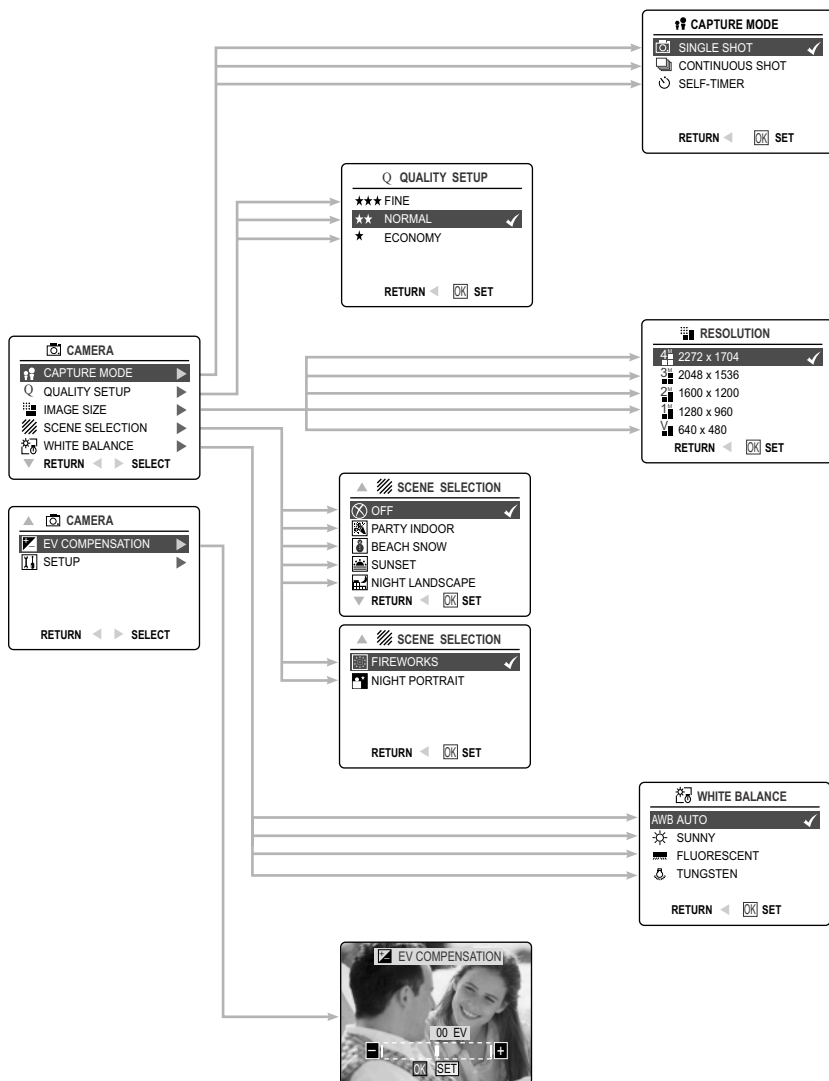 CAPTURE MODE
SINGLE SHOT
CONTINUOUS SHOT
SELF-TIMER
RETURN OK SET
Q QUALITY SETUP
★★★ FINE
★★ NORMAL
★ ECONOMY
RETURN OK SET
CAMERA
CAPTURE MODE
Q QUALITY SETUP
IMAGE SIZE
SCENE SELECTION
WHITE BALANCE
RETURN SELECT
RESOLUTION
4M 2272 x 1704
3M 2048 x 1536
2M 1600 x 1200
1M 1280 x 960
V 640 x 480
RETURN OK SET
CAMERA
EV COMPENSATION
SETUP
RETURN SELECT
SCENE SELECTION
OFF
PARTY INDOOR
BEACH SNOW
SUNSET
NIGHT LANDSCAPE
RETURN OK SET
SCENE SELECTION
FIREWORKS
NIGHT PORTRAIT
RETURN OK SET
WHITE BALANCE
AWB AUTO
SUNNY
FLUORESCENT
TUNGSTEN
RETURN OK SET
EV COMPENSATION
00 EV
− +
OK SET